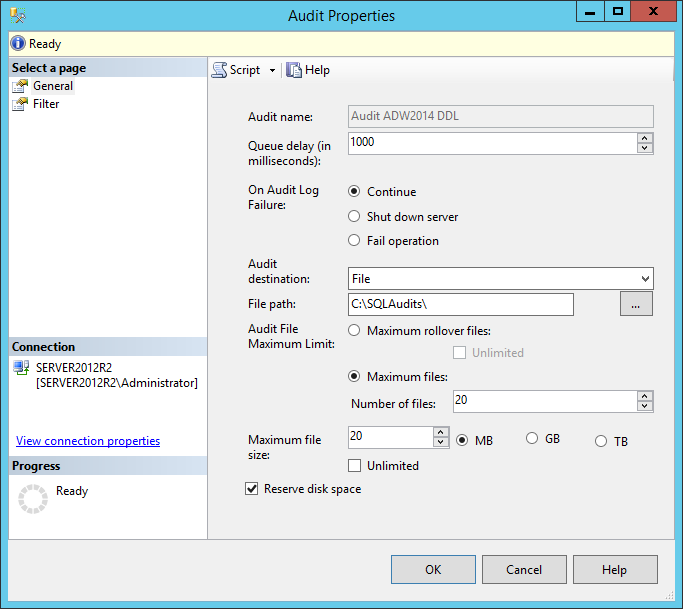 Audit Properties
Ready
Select a page
General
Filter
Script
Help
Audit name:
Audit ADW2014 DDL
Queue delay (in
milliseconds):
1000
On Audit Log
Failure:
Continue
Shut down server
Fail operation
Audit
destination:
File
File path:
C:\SQLAudits\
...
Audit File
Maximum Limit:
Maximum rollover files:
Unlimited
Maximum files:
Number of files:
20
Maximum file
size:
20
MB
GB
TB
Unlimited
Reserve disk space
Connection
SERVER2012R2
[SERVER2012R2\Administrator]
View connection properties
Progress
Ready
OK
Cancel
Help